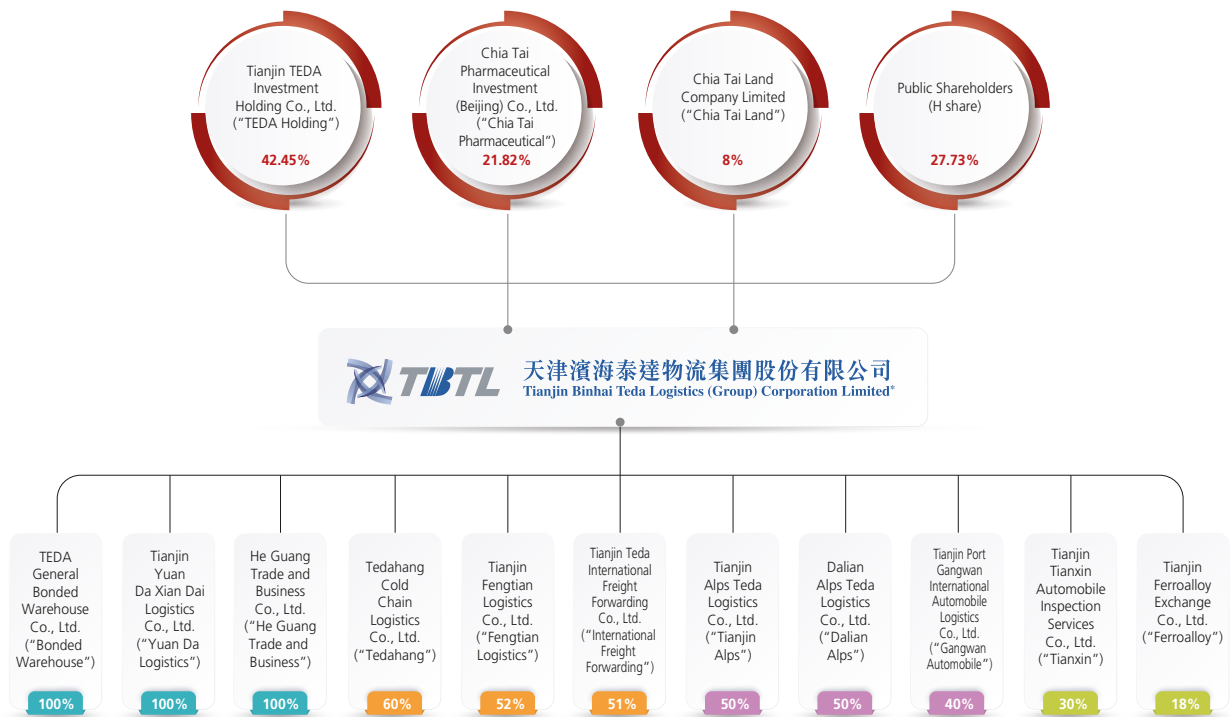 Tianjin TEDA
Investment
Holding Co., Ltd.
(“TEDA Holding”)
42.45%
Chia Tai
Pharmaceutical
Investment
(Beijing) Co., Ltd.
(“Chia Tai
Pharmaceutical”)
21.82%
Chia Tai Land
Company Limited
(“Chia Tai Land”)
8%
Public Shareholders
(H share)
27.73%
TBTL
天津濱海泰達物流集團股份有限公司
Tianjin Binhai Teda Logistics (Group) Corporation Limited*
TEDA
General
Bonded
Warehouse
Co., Ltd.
(“Bonded
Warehouse”)
100%
Tianjin
Yuan
Da Xian Dai
Logistics
Co., Ltd.
(“Yuan Da
Logistics”)
100%
He Guang
Trade and
Business
Co., Ltd.
(“He Guang
Trade and
Business”)
100%
Tedahang
Cold
Chain
Logistics
Co., Ltd.
(“Tedahang”)
60%
Tianjin
Fengtian
Logistics
Co., Ltd.
(“Fengtian
Logistics”)
52%
Tianjin Teda
International
Freight
Forwarding
Co., Ltd.
(“International
Freight
Forwarding”)
51%
Tianjin
Alps Teda
Logistics
Co., Ltd.
(“Tianjin
Alps”)
50%
Dalian
Alps Teda
Logistics
Co., Ltd.
(“Dalian
Alps”)
50%
Tianjin Port
Gangwan
International
Automobile
Logistics
Co., Ltd.
(“Gangwan
Automobile”)
40%
Tianjin
Tianxin
Automobile
Inspection
Services
Co., Ltd.
(“Tianxin”)
30%
Tianjin
Ferroalloy
Exchange
Co., Ltd.
(“Ferroalloy”)
18%